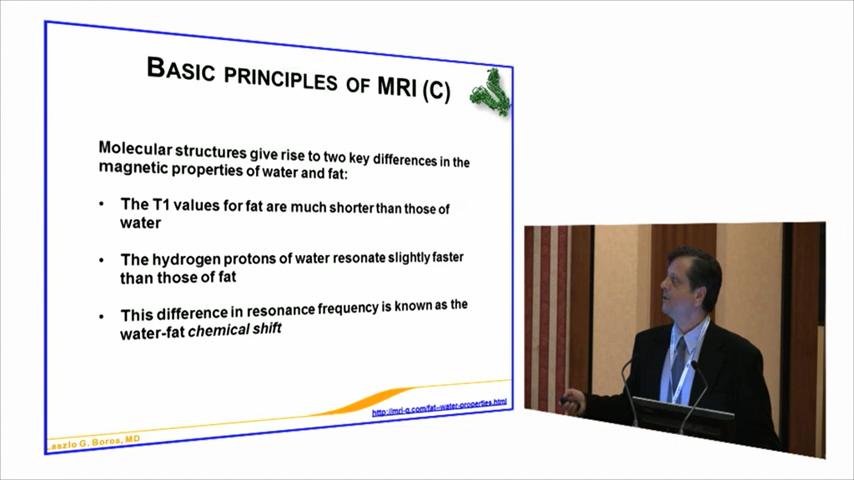 BASIC PRINCIPLES OF MRI (C)
Molecular structures give rise to two key differences in the
magnetic properties of water and fat:
• The T1 values for fat are much shorter than those of
water
• The hydrogen protons of water resonate slightly faster
than those of fat
• This difference in resonance frequency is known as the
water-fat chemical shift
http://mri-q.com/fat--water-properties.html
aszlo G. Boros, MD